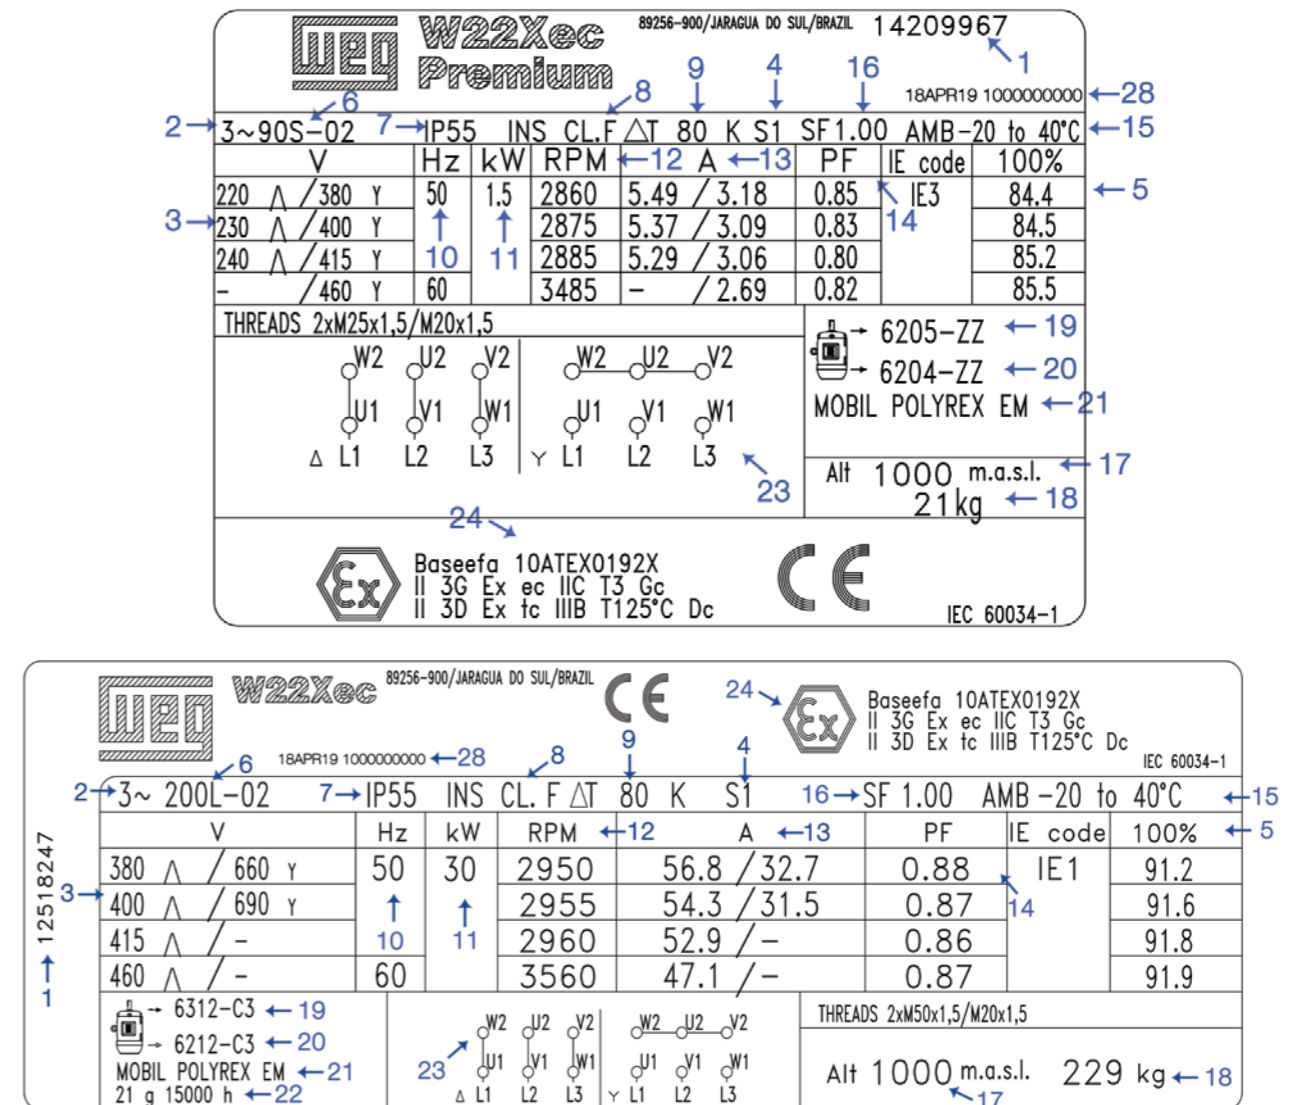 WEG W22Xec 89256-900/JARAGUA DO SUL/BRAZIL 14209967
Premium 1
9 4 16
6 8 18APR19 1000000000 28
2 3~90S-02 7 IP55 INS CL.F ΔT 80 K S1 SF1.00 AMB-20 to 40°C 15
V Hz kW RPM 12 A 13 PF IE code 100%
220 Δ / 380 Y 50 1.5 2860 5.49 / 3.18 0.85 IE3 84.4 5
3 230 Δ / 400 Y 2875 5.37 / 3.09 0.83 14 84.5
240 Δ / 415 Y 10 11 2885 5.29 / 3.06 0.80 85.2
- / 460 Y 60 3485 - / 2.69 0.82 85.5
THREADS 2xM25x1,5/M20x1,5
6205-ZZ 19
W2 U2 V2 W2 U2 V2
6204-ZZ 20
MOBIL POLYREX EM 21
U1 V1 W1 U1 V1 W1
Δ L1 L2 L3 Y L1 L2 L3
Alt 1000 m.a.s.l. 17
23
21kg 18
24
Ex Baseefa 10ATEX0192X CE
II 3G Ex ec IIC T3 Gc
II 3D Ex tc IIIB T125°C Dc
IEC 60034-1
WEG W22Xec 89256-900/JARAGUA DO SUL/BRAZIL CE 24 Ex Baseefa 10ATEX0192X
II 3G Ex ec IIC T3 Gc
II 3D Ex tc IIIB T125°C Dc
18APR19 1000000000 28
9 4
6 8 IEC 60034-1
2 3~ 200L-02 7 IP55 INS CL. F ΔT 80 K S1 16 SF 1.00 AMB -20 to 40°C 15
V Hz kW RPM 12 A 13 PF IE code 100% 5
380 Δ / 660 Y 50 30 2950 56.8 / 32.7 0.88 IE1 91.2
3 400 Δ / 690 Y 2955 54.3 / 31.5 0.87 14 91.6
415 Δ / - 10 11 2960 52.9 / - 0.86 91.8
460 Δ / - 60 3560 47.1 / - 0.87 91.9
12518247
1
6312-C3 19
THREADS 2xM50x1,5/M20x1,5
W2 U2 V2 W2 U2 V2
6212-C3 20
MOBIL POLYREX EM 21
23 U1 V1 W1 U1 V1 W1
Alt 1000 m.a.s.l. 229 kg 18
21 g 15000 h 22
Δ L1 L2 L3 Y L1 L2 L3
17